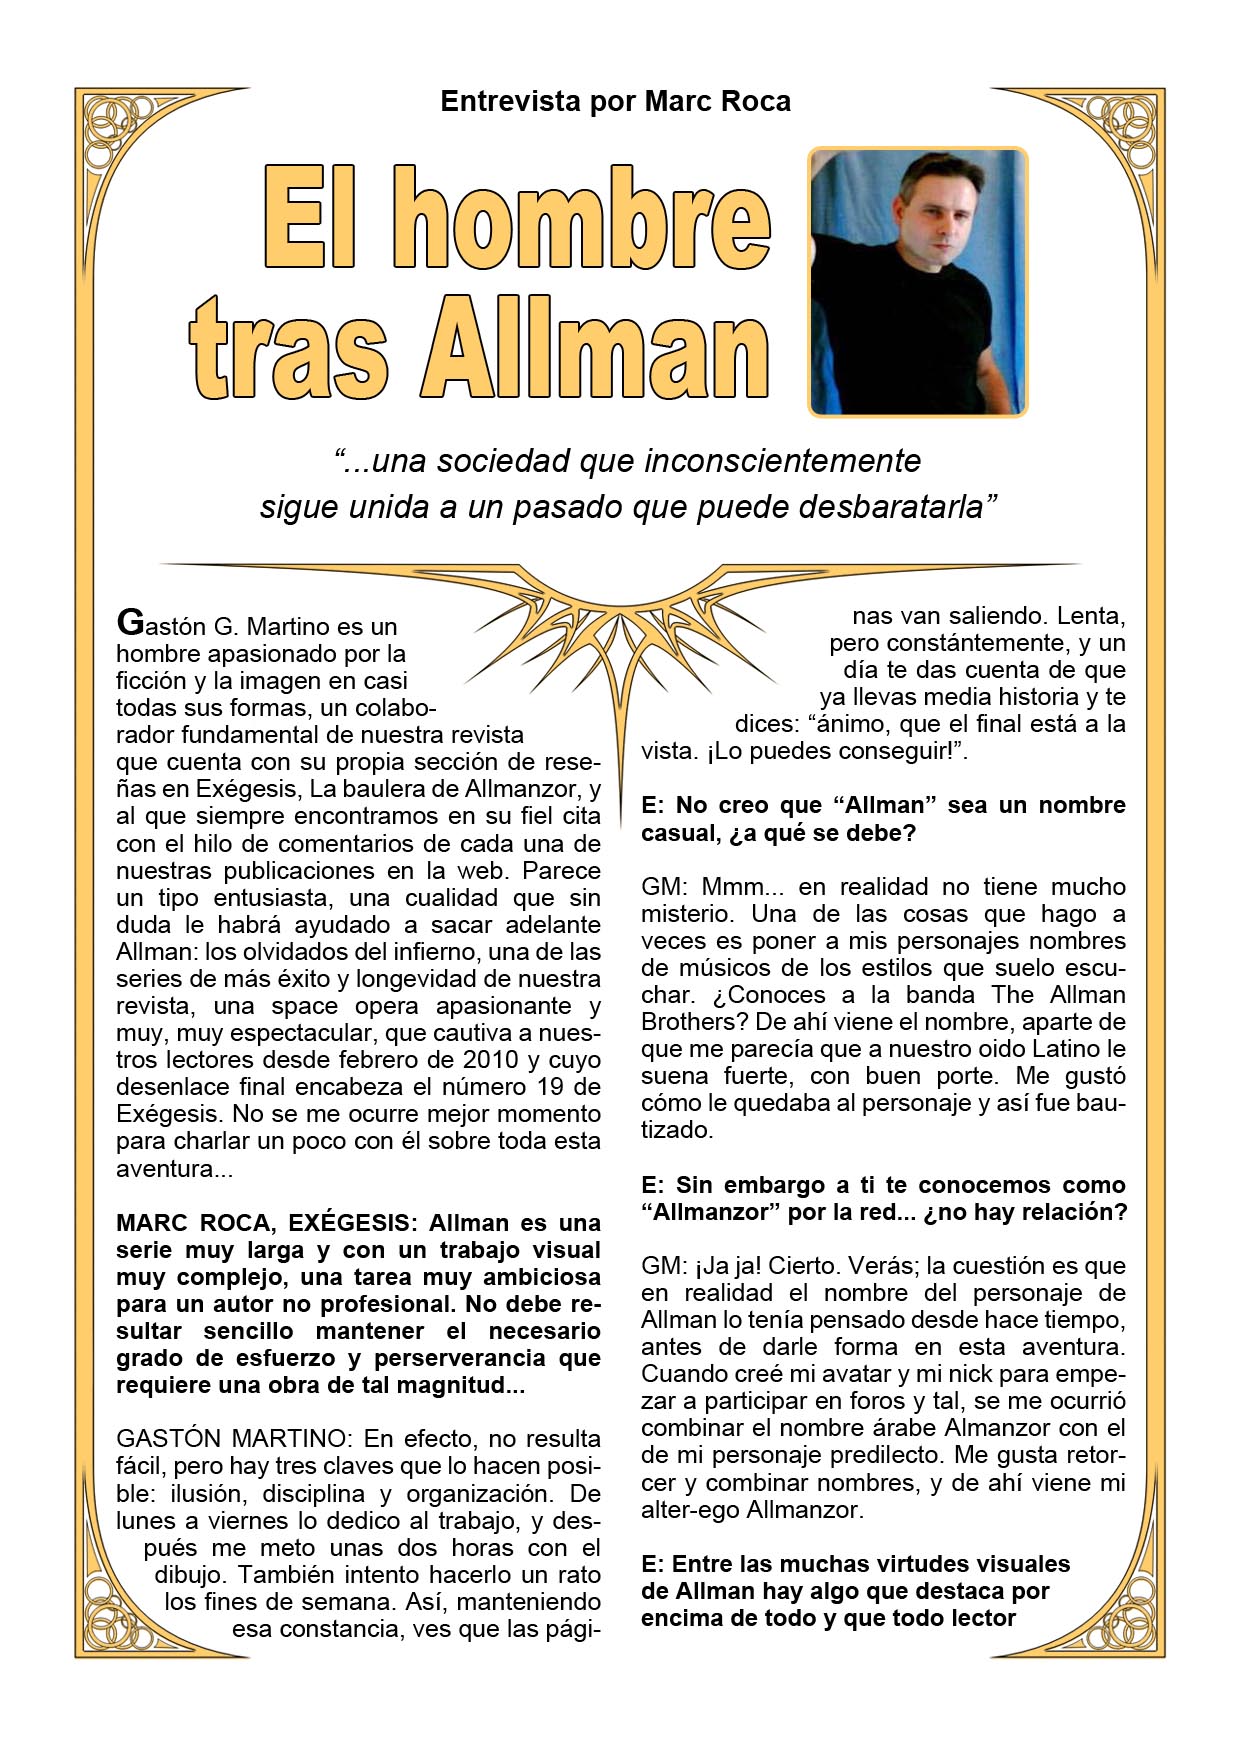 Entrevista por Marc Roca
El hombre
tras Allman
“...una sociedad que inconscientemente
sigue unida a un pasado que puede desbaratarla”
Gastón G. Martino es un
hombre apasionado por la
ficción y la imagen en casi
todas sus formas, un colabo-
rador fundamental de nuestra revista
que cuenta con su propia sección de rese-
ñas en Exégesis, La baulera de Allmanzor, y
al que siempre encontramos en su fiel cita
con el hilo de comentarios de cada una de
nuestras publicaciones en la web. Parece
un tipo entusiasta, una cualidad que sin
duda le habrá ayudado a sacar adelante
Allman: los olvidados del infierno, una de las
series de más éxito y longevidad de nuestra
revista, una space opera apasionante y
muy, muy espectacular, que cautiva a nues-
tros lectores desde febrero de 2010 y cuyo
desenlace final encabeza el número 19 de
Exégesis. No se me ocurre mejor momento
para charlar un poco con él sobre toda esta
aventura...
MARC ROCA, EXÉGESIS: Allman es una
serie muy larga y con un trabajo visual
muy complejo, una tarea muy ambiciosa
para un autor no profesional. No debe re-
sultar sencillo mantener el necesario
grado de esfuerzo y perserverancia que
requiere una obra de tal magnitud...
GASTÓN MARTINO: En efecto, no resulta
fácil, pero hay tres claves que lo hacen posi-
ble: ilusión, disciplina y organización. De
lunes a viernes lo dedico al trabajo, y des-
pués me meto unas dos horas con el
dibujo. También intento hacerlo un rato
los fines de semana. Así, manteniendo
esa constancia, ves que las pági-
nas van saliendo. Lenta,
pero constántemente, y un
día te das cuenta de que
ya llevas media historia y te
dices: “ánimo, que el final está a la
vista. ¡Lo puedes conseguir!”.
E: No creo que “Allman” sea un nombre
casual, ¿a qué se debe?
GM: Mmm... en realidad no tiene mucho
misterio. Una de las cosas que hago a
veces es poner a mis personajes nombres
de músicos de los estilos que suelo escu-
char. ¿Conoces a la banda The Allman
Brothers? De ahí viene el nombre, aparte de
que me parecía que a nuestro oido Latino le
suena fuerte, con buen porte. Me gustó
cómo le quedaba al personaje y así fue bau-
tizado.
E: Sin embargo a ti te conocemos como
“Allmanzor” por la red... ¿no hay relación?
GM: ¡Ja ja! Cierto. Verás; la cuestión es que
en realidad el nombre del personaje de
Allman lo tenía pensado desde hace tiempo,
antes de darle forma en esta aventura.
Cuando creé mi avatar y mi nick para empe-
zar a participar en foros y tal, se me ocurrió
combinar el nombre árabe Almanzor con el
de mi personaje predilecto. Me gusta retor-
cer y combinar nombres, y de ahí viene mi
alter-ego Allmanzor.
E: Entre las muchas virtudes visuales
de Allman hay algo que destaca por
encima de todo y que todo lector